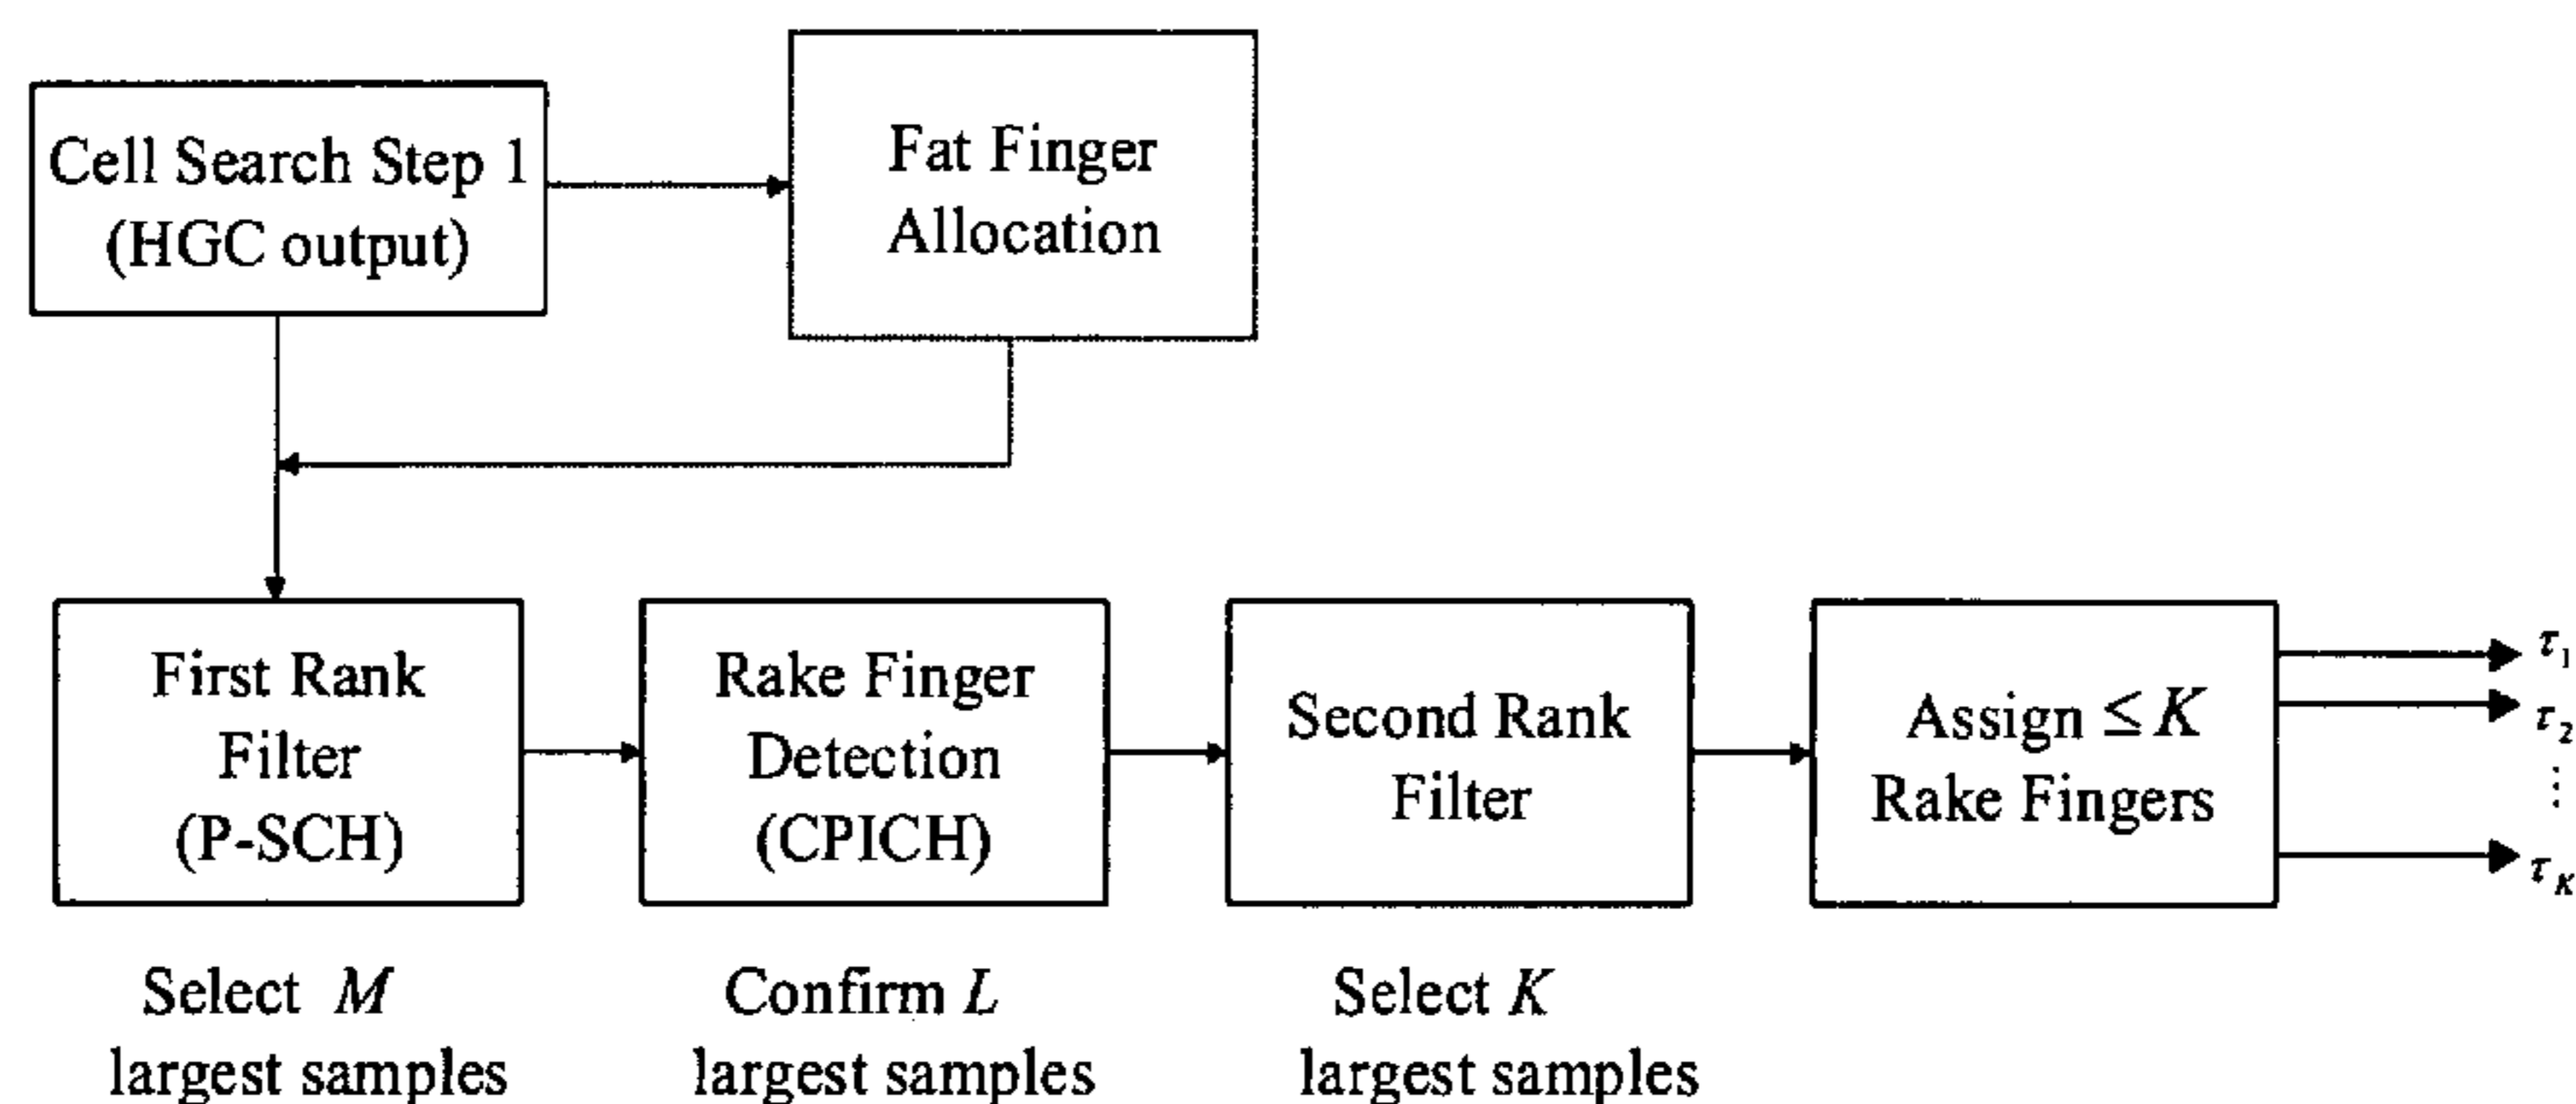 Cell Search Step 1
(HGC output)
Fat Finger
Allocation
First Rank
Filter
(P-SCH)
Rake Finger
Detection
(CPICH)
Second Rank
Filter
Assign ≤ K
Rake Fingers
τ₁
τ₂
⋮
τ_K
Select M
largest samples
Confirm L
largest samples
Select K
largest samples